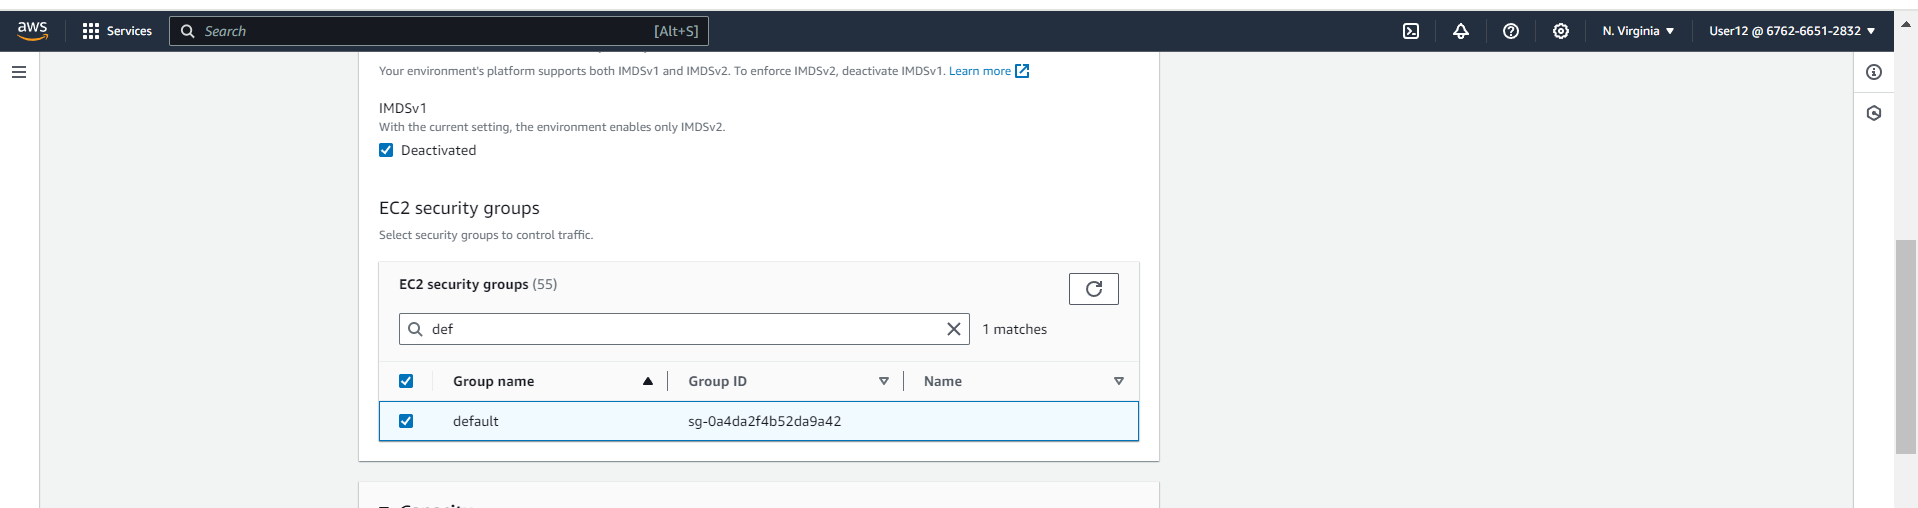 aws
Services
Search [Alt+S]
N. Virginia
User12 @ 6762-6651-2832
Your environment's platform supports both IMDSv1 and IMDSv2. To enforce IMDSv2, deactivate IMDSv1. Learn more
IMDSv1
With the current setting, the environment enables only IMDSv2.
Deactivated
EC2 security groups
Select security groups to control traffic.
EC2 security groups (55)
def
1 matches
Group name Group ID Name
default sg-0a4da2f4b52da9a42